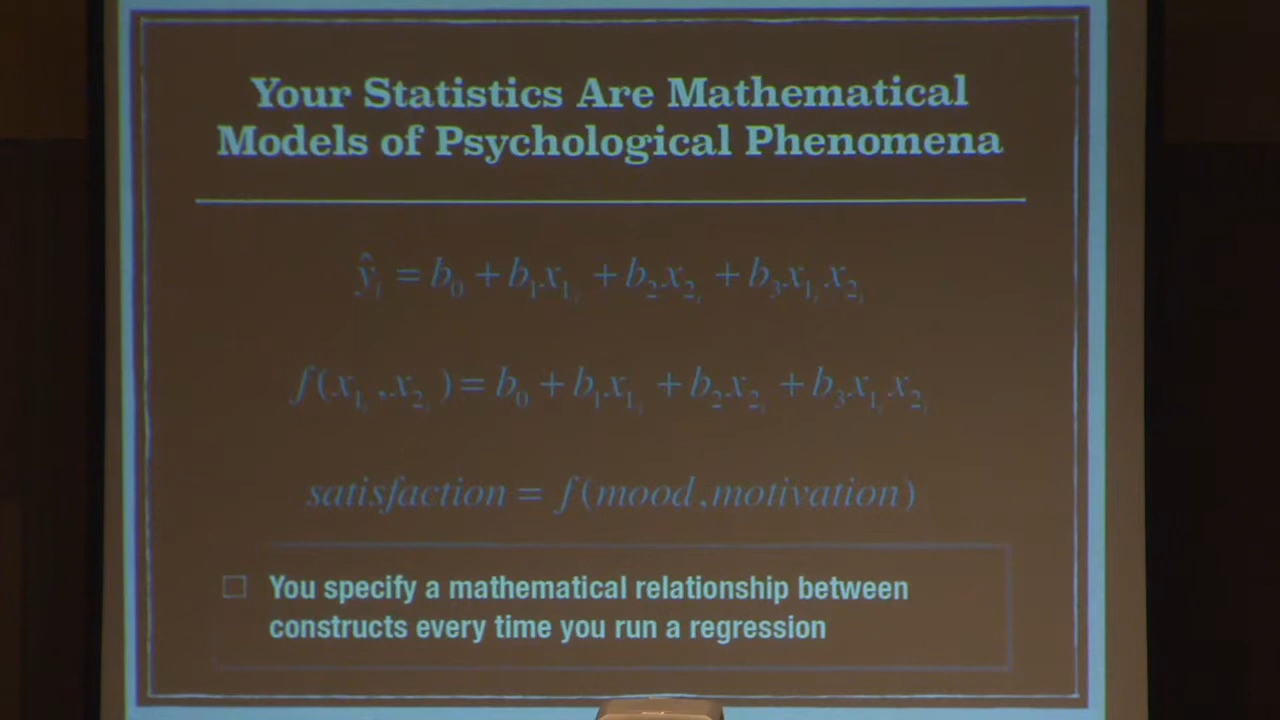 Your Statistics Are Mathematical
Models of Psychological Phenomena
ŷᵢ = b₀ + b₁x₁ᵢ + b₂x₂ᵢ + b₃x₁ᵢx₂ᵢ
f(x₁ᵢ,x₂ᵢ) = b₀ + b₁x₁ᵢ + b₂x₂ᵢ + b₃x₁ᵢx₂ᵢ
satisfaction = f(mood,motivation)
You specify a mathematical relationship between
constructs every time you run a regression